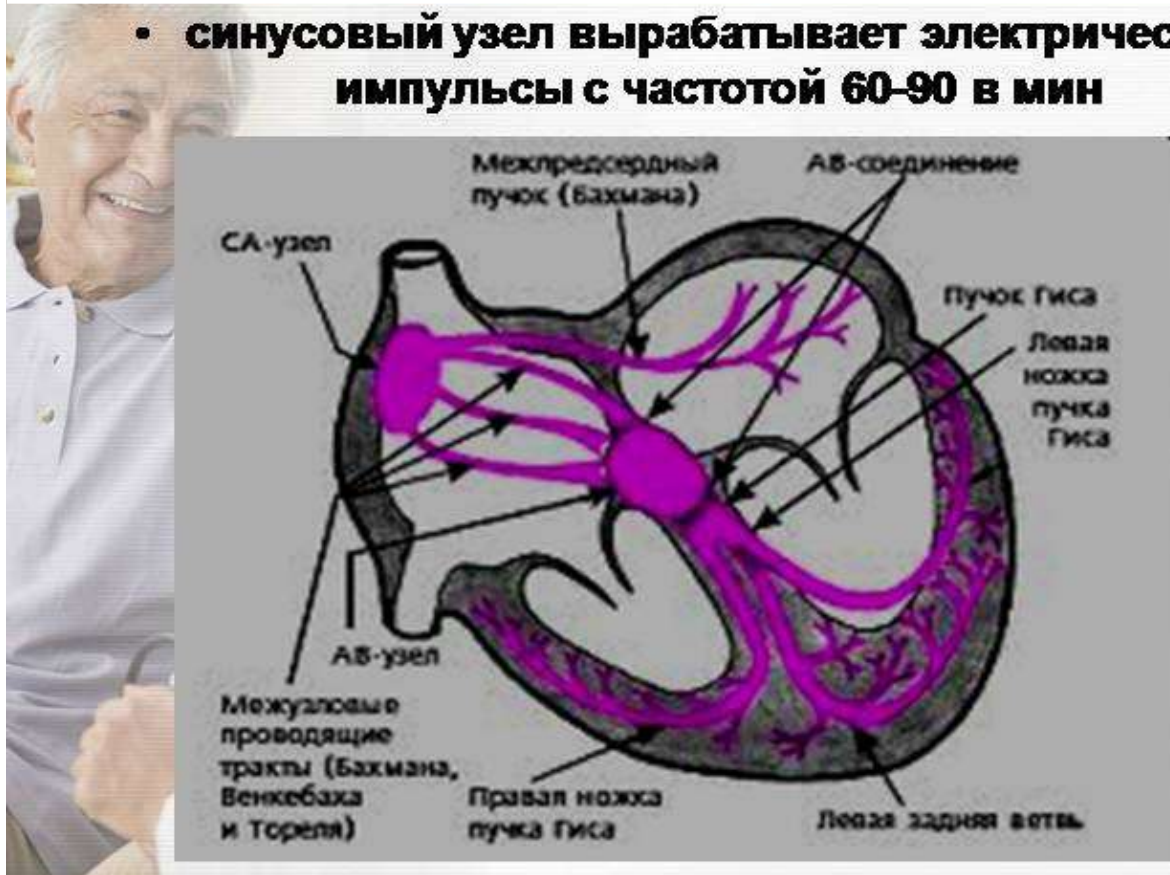 • синусовый узел вырабатывает электричес
импульсы с частотой 60-90 в мин
Межпредсердный
пучок (Бахмана)
АВ-соединение
СА-узел
Пучок Гиса
Левая
ножка
пучка
Гиса
АВ-узел
Межузловые
проводящие
тракты (Бахмана,
Венкебаха
и Тореля)
Правая ножка
пучка Гиса
Левая задняя ветвь